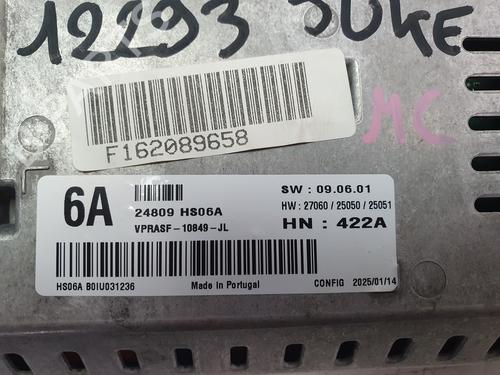 12293 JUKE
F162089658
MC
6A
24809 HS06A
VPRASF-10849-JL
SW : 09.06.01
HW : 27060 / 25050 / 25051
HN : 422A
HS06A B0IU031236
Made in Portugal
CONFIG 2025/01/14